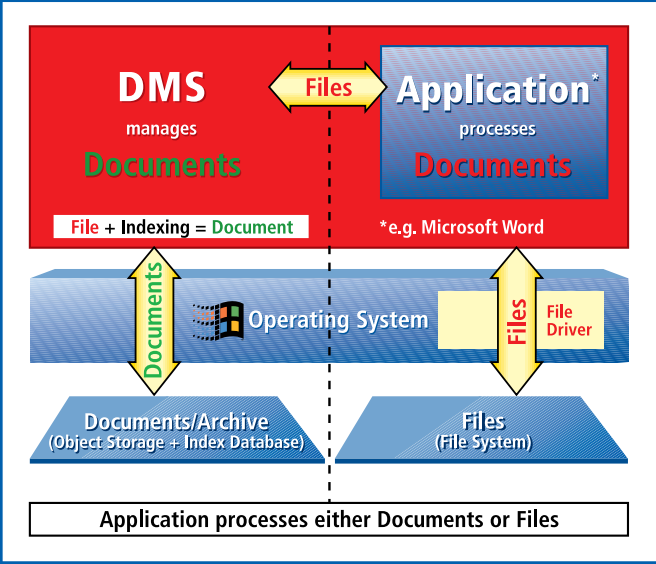 DMS
manages
Documents
Files
Application*
processes
Documents
File + Indexing = Document
*e.g. Microsoft Word
Documents
Operating System
Files
File
Driver
Documents/Archive
(Object Storage + Index Database)
Files
(File System)
Application processes either Documents or Files